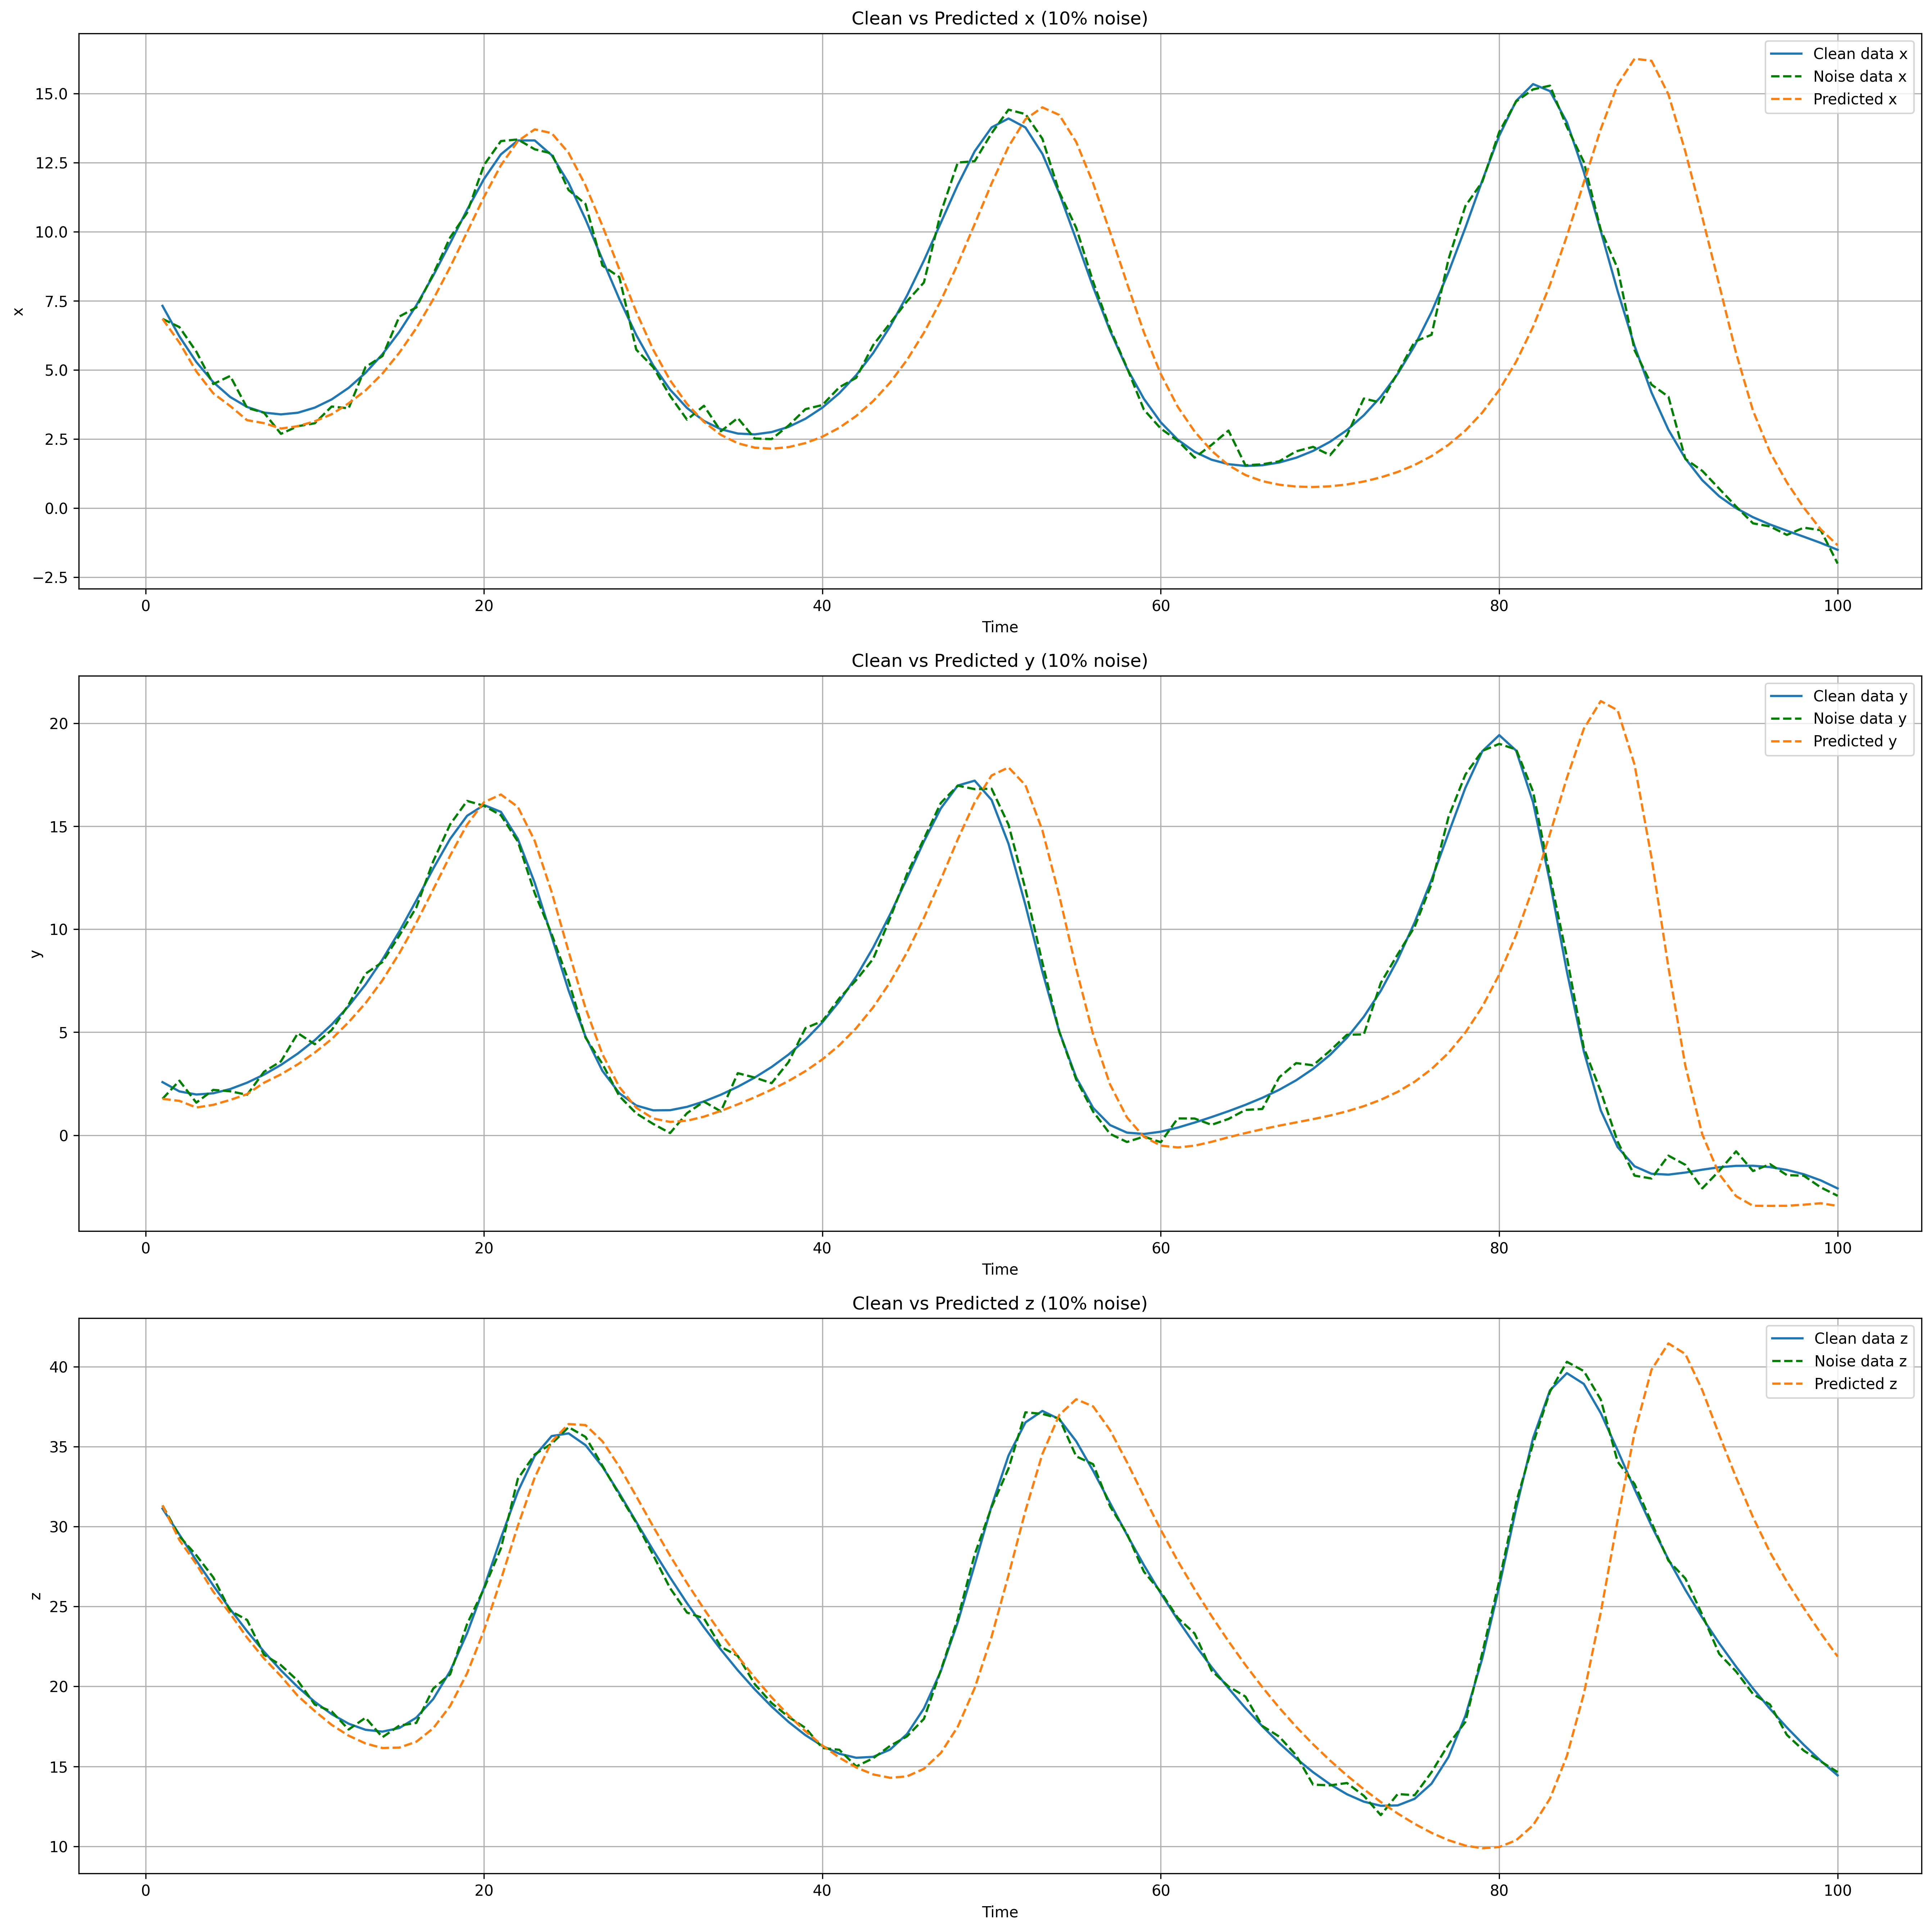 Clean vs Predicted x (10% noise)
Clean data x
Noise data x
Predicted x
15.0
12.5
10.0
7.5
5.0
2.5
0.0
−2.5
x
0 20 40 60 80 100
Time
Clean vs Predicted y (10% noise)
Clean data y
Noise data y
Predicted y
20
15
10
5
0
y
0 20 40 60 80 100
Time
Clean vs Predicted z (10% noise)
Clean data z
Noise data z
Predicted z
40
35
30
25
20
15
10
z
0 20 40 60 80 100
Time